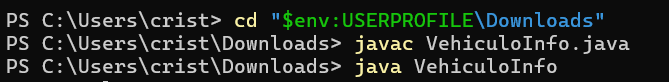 PS C:\Users\crist> cd "$env:USERPROFILE\Downloads"
PS C:\Users\crist\Downloads> javac VehiculoInfo.java
PS C:\Users\crist\Downloads> java VehiculoInfo